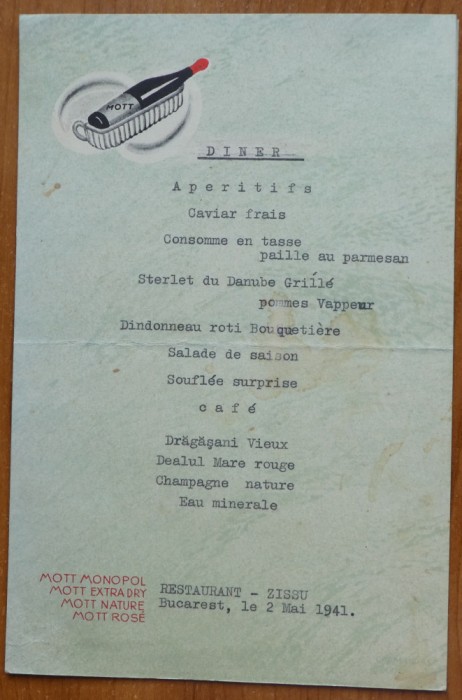 MOTT
DINER
Aperitifs
Caviar frais
Consomme en tasse
paille au parmesan
Sterlet du Danube Grillé
pommes Vappeur
Dindonneau roti Bouquetière
Salade de saison
Souflée surprise
café
Drăgăşani Vieux
Dealul Mare rouge
Champagne nature
Eau minerale
MOTT MONOPOL
MOTT EXTRA DRY
MOTT NATURE
MOTT ROSÉ
RESTAURANT - ZISSU
Bucarest, le 2 Mai 1941.